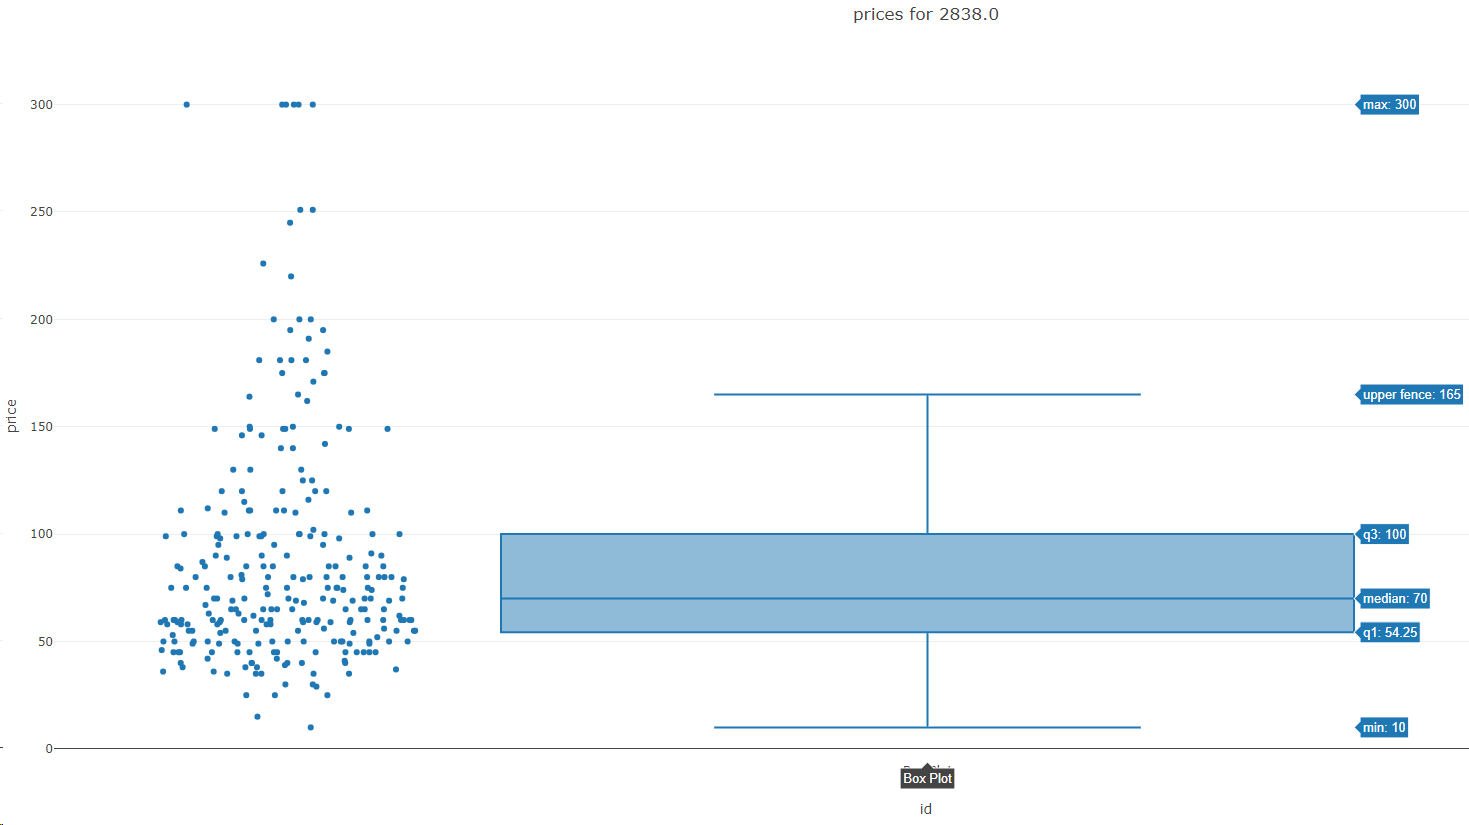 prices for 2838.0
300
250
200
150
100
50
0
price
max: 300
upper fence: 165
q3: 100
median: 70
q1: 54.25
min: 10
Box Plot
id